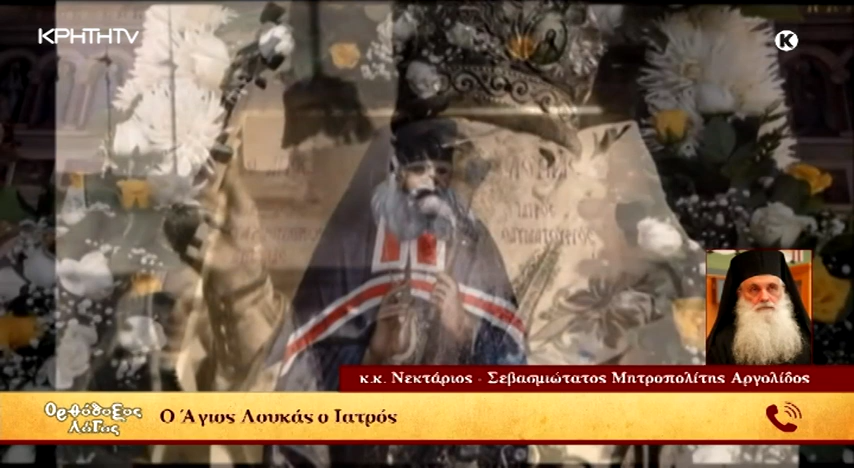 ΚΡΗΤΗTV
K
κ.κ. Νεκτάριος - Σεβασμιώτατος Μητροπολίτης Αργολίδος
Ορθόδοξος
Λόγος
Ο Άγιος Λουκάς ο Ιατρός